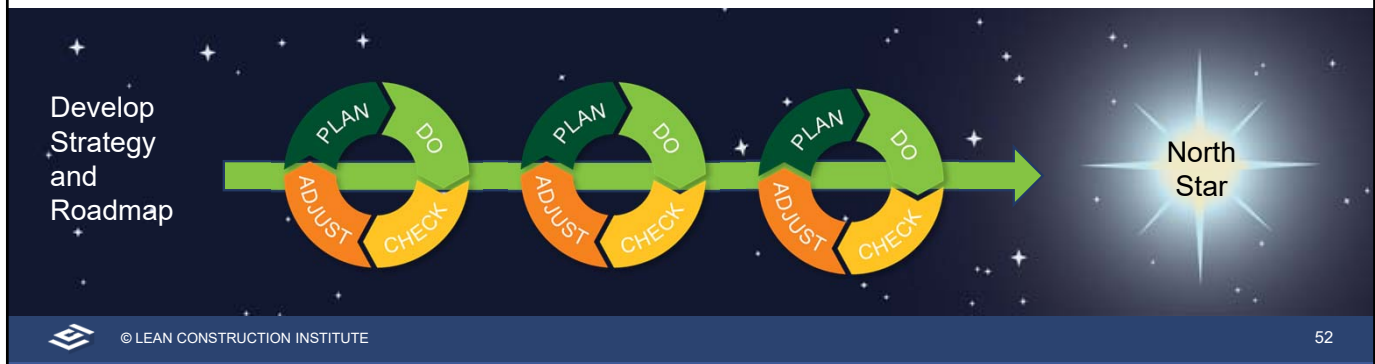 Develop
Strategy
and
Roadmap
PLAN
DO
CHECK
ADJUST
PLAN
DO
CHECK
ADJUST
PLAN
DO
CHECK
ADJUST
North
Star
© LEAN CONSTRUCTION INSTITUTE
52